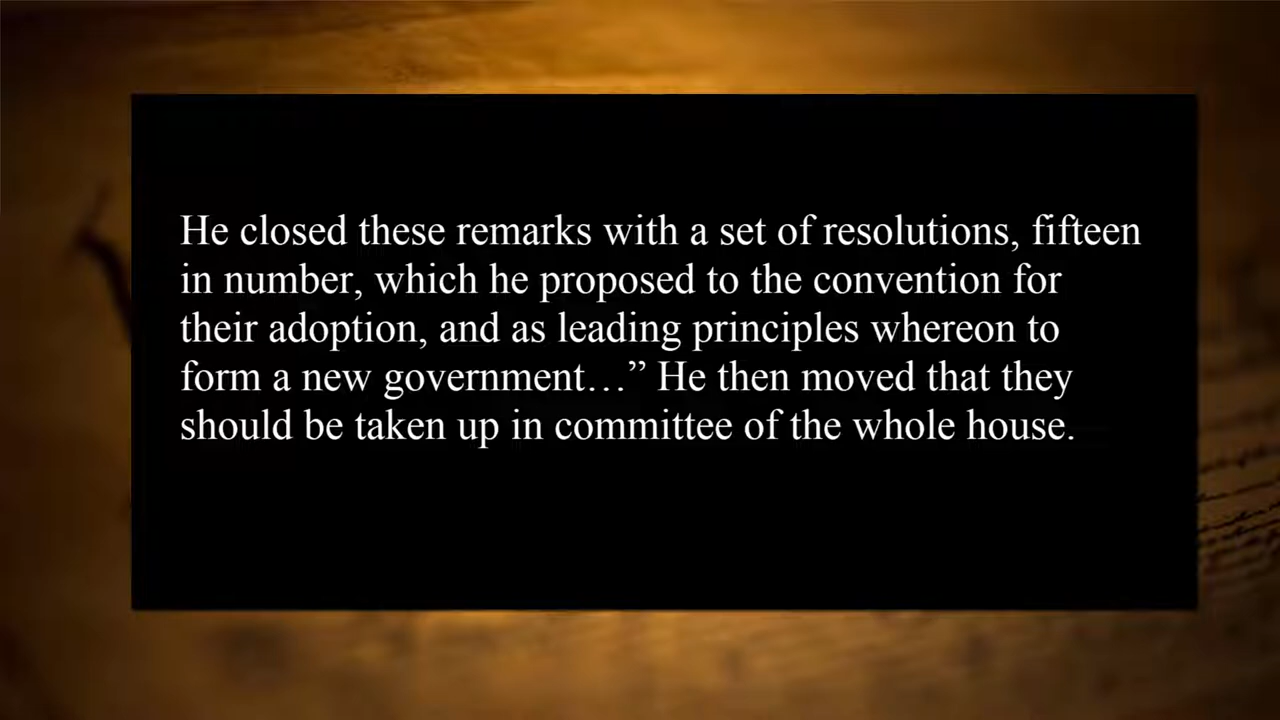 He closed these remarks with a set of resolutions, fifteen
in number, which he proposed to the convention for
their adoption, and as leading principles whereon to
form a new government…” He then moved that they
should be taken up in committee of the whole house.